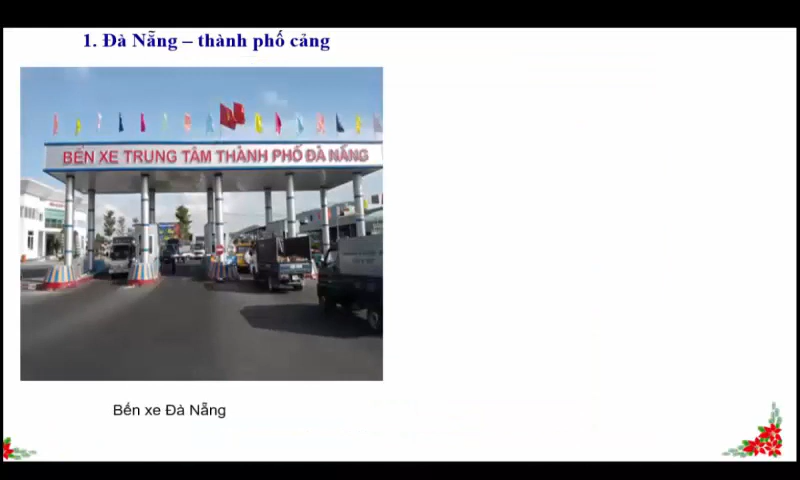 1. Đà Nẵng – thành phố cảng
BẾN XE TRUNG TÂM THÀNH PHỐ ĐÀ NẴNG
Bến xe Đà Nẵng